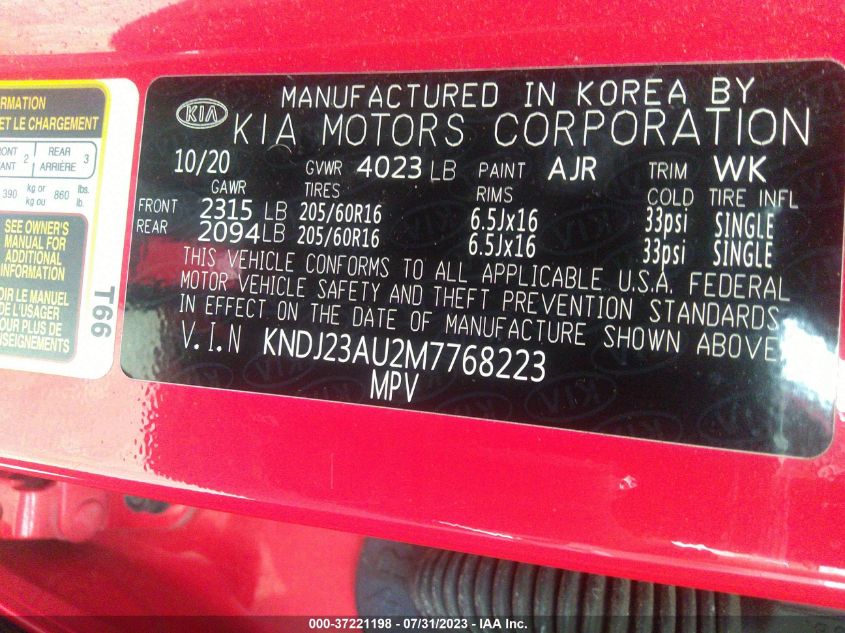 RMATION
ET LE CHARGEMENT
RONT
ANT 2 REAR
ARRIÈRE 3
390 kg or
kg ou 860 lbs.
lb.
SEE OWNER'S
MANUAL FOR
ADDITIONAL
INFORMATION
OIR LE MANUEL
DE L'USAGER
OUR PLUS DE
SEIGNEMENTS
T66
KIA
MANUFACTURED IN KOREA BY
KIA MOTORS CORPORATION
10/20 GVWR 4023 LB PAINT AJR TRIM WK
GAWR TIRES RIMS COLD TIRE INFL
FRONT 2315 LB 205/60R16 6.5Jx16 33psi SINGLE
REAR 2094 LB 205/60R16 6.5Jx16 33psi SINGLE
THIS VEHICLE CONFORMS TO ALL APPLICABLE U.S.A. FEDERAL
MOTOR VEHICLE SAFETY AND THEFT PREVENTION STANDARDS
IN EFFECT ON THE DATE OF MANUFACTURE SHOWN ABOVE.
V.I.N KNDJ23AU2M7768223
MPV
000-37221198 - 07/31/2023 - IAA Inc.